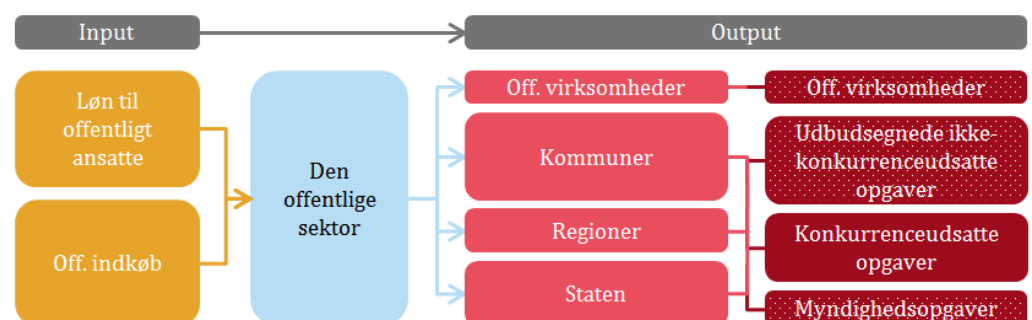 Input
Output
Løn til
offentligt
ansatte
Off. indkøb
Den
offentlige
sektor
Off. virksomheder
Kommuner
Regioner
Staten
Off. virksomheder
Udbudsegnede ikke-
konkurrenceudsatte
opgaver
Konkurrenceudsatte
opgaver
Myndighedsopgaver